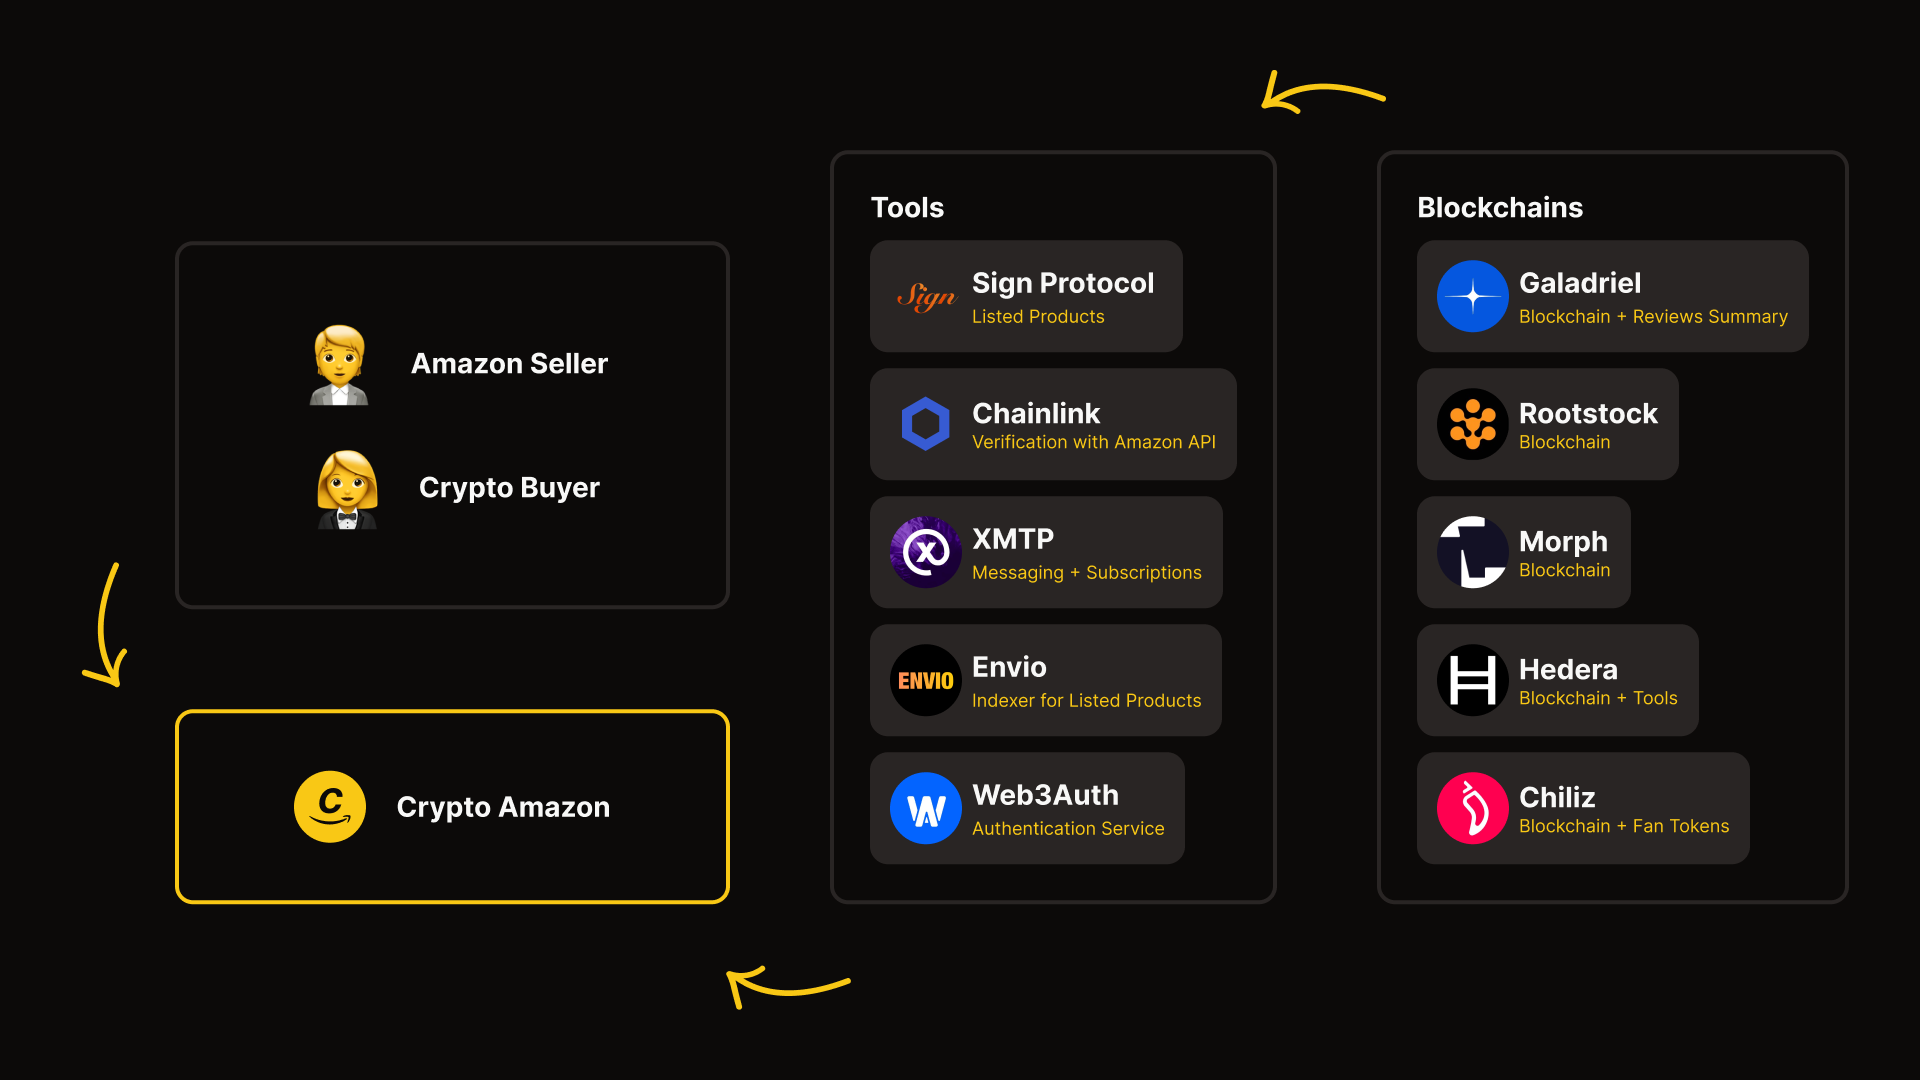 Amazon Seller
Crypto Buyer
C
Crypto Amazon
Tools
Sign
Sign Protocol
Listed Products
Chainlink
Verification with Amazon API
X
XMTP
Messaging + Subscriptions
ENVIO
Envio
Indexer for Listed Products
W
Web3Auth
Authentication Service
Blockchains
Galadriel
Blockchain + Reviews Summary
Rootstock
Blockchain
Morph
Blockchain
Hedera
Blockchain + Tools
Chiliz
Blockchain + Fan Tokens